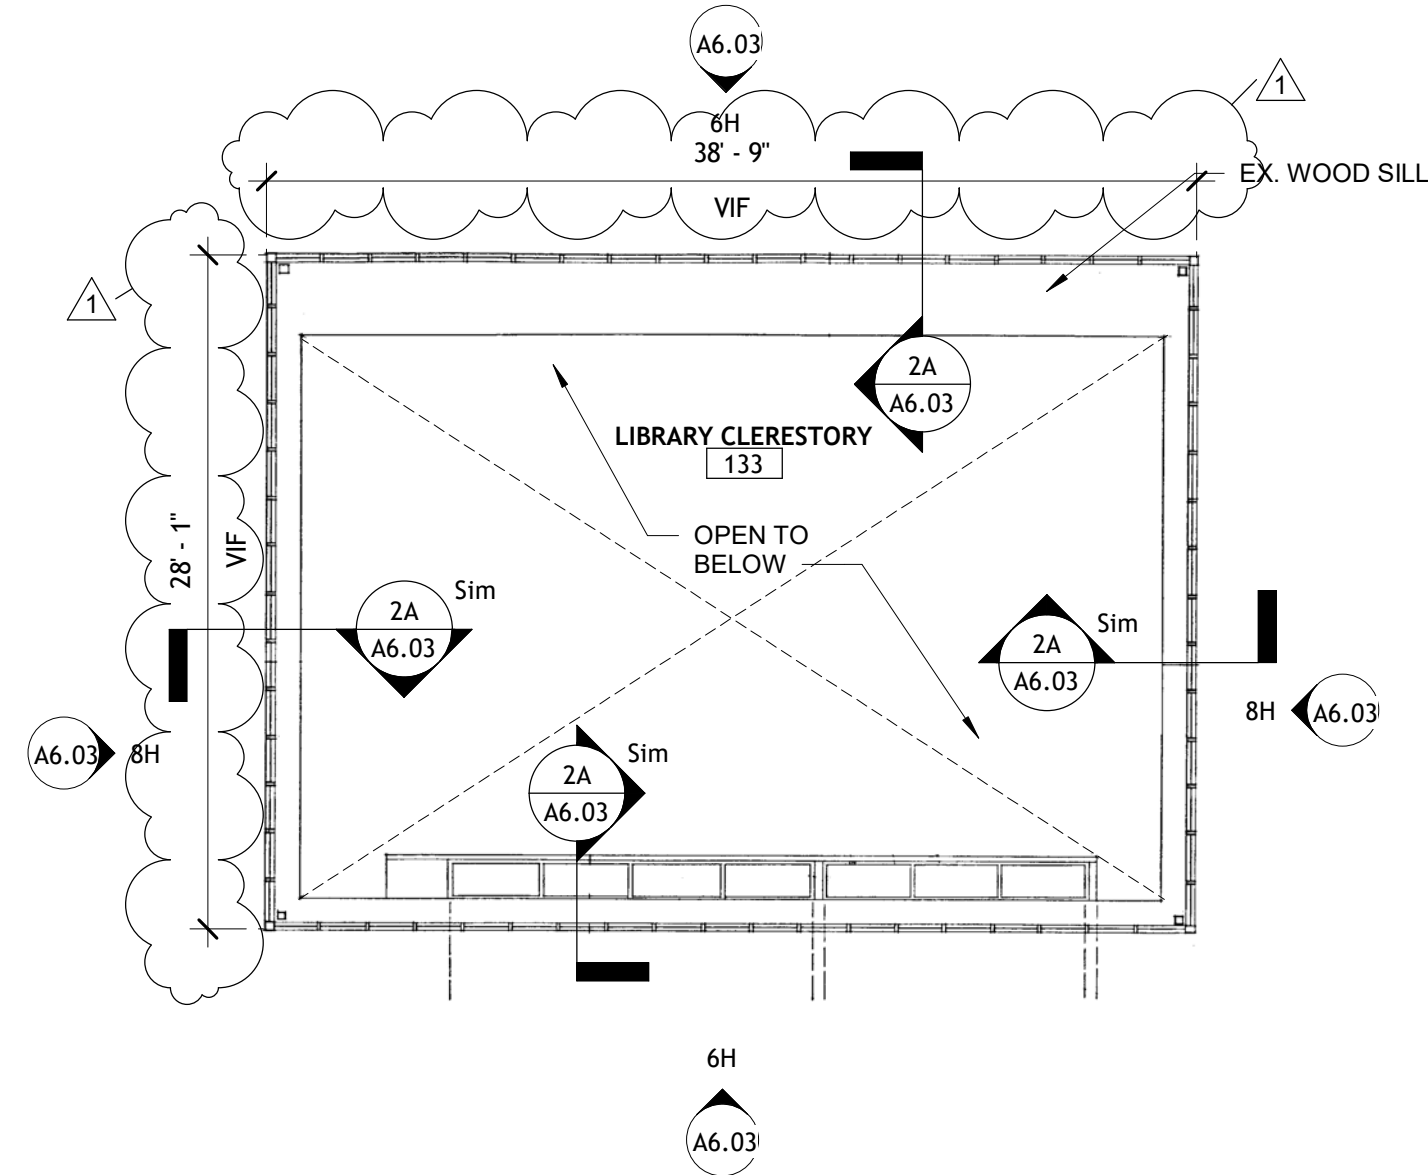 A6.03
1
6H
38' - 9"
EX. WOOD SILL
VIF
1
2A
A6.03
LIBRARY CLERESTORY
133
OPEN TO
BELOW
28' - 1"
VIF
Sim
2A
A6.03
Sim
2A
A6.03
8H
A6.03
A6.03
8H
Sim
2A
A6.03
6H
A6.03